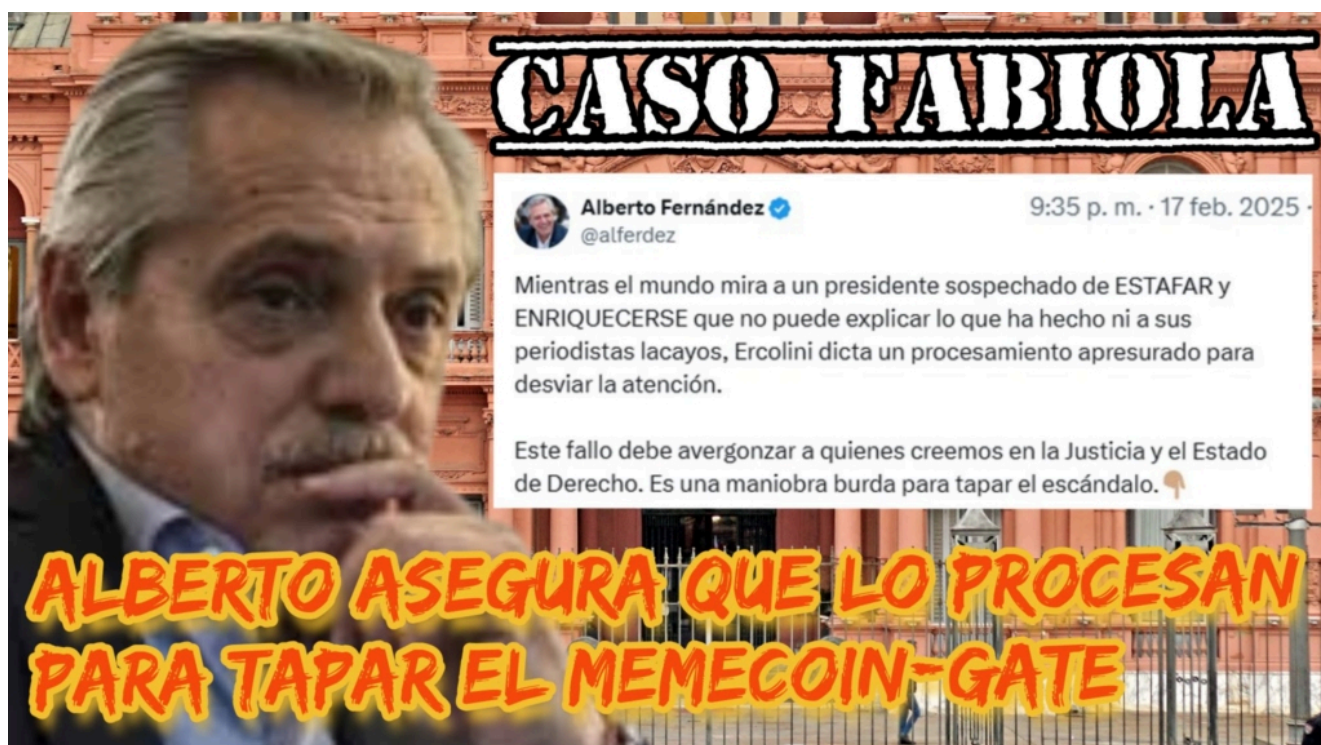 CASO FABIOLA
Alberto Fernández
@alferdez
9:35 p. m. · 17 feb. 2025 ·
Mientras el mundo mira a un presidente sospechado de ESTAFAR y
ENRIQUECERSE que no puede explicar lo que ha hecho ni a sus
periodistas lacayos, Ercolini dicta un procesamiento apresurado para
desviar la atención.
Este fallo debe avergonzar a quienes creemos en la Justicia y el Estado
de Derecho. Es una maniobra burda para tapar el escándalo.👇🏽
ALBERTO ASEGURA QUE LO PROCESAN
PARA TAPAR EL MEMECOIN-GATE